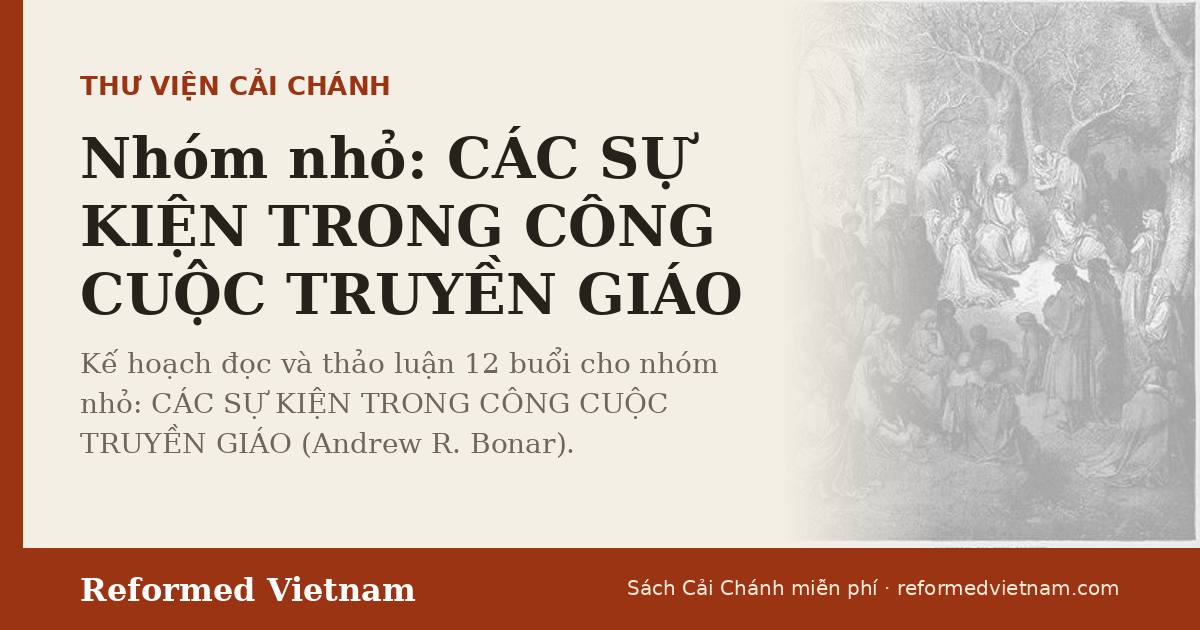 THƯ VIỆN CẢI CHÁNH
Nhóm nhỏ: CÁC SỰ
KIỆN TRONG CÔNG
CUỘC TRUYỀN GIÁO
Kế hoạch đọc và thảo luận 12 buổi cho nhóm
nhỏ: CÁC SỰ KIỆN TRONG CÔNG CUỘC
TRUYỀN GIÁO (Andrew R. Bonar).
Reformed Vietnam
Sách Cải Chánh miễn phí · reformedvietnam.com